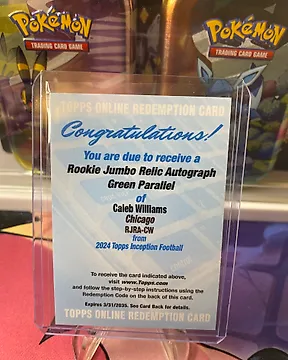 Pokémon
TRADING CARD GAME
Pokémon
TRADING CARD GAME
TOPPS ONLINE REDEMPTION CARD
Congratulations!
You are due to receive a
Rookie Jumbo Relic Autograph
Green Parallel
of
Caleb Williams
Chicago
RJRA-CW
from
2024 Topps Inception Football
To receive the card indicated above,
visit www.Topps.com
and follow the step-by-step instructions using the
Redemption Code on the back of this card.
Expires 3/31/2035. See Card Back for details.
TOPPS ONLINE REDEMPTION CARD